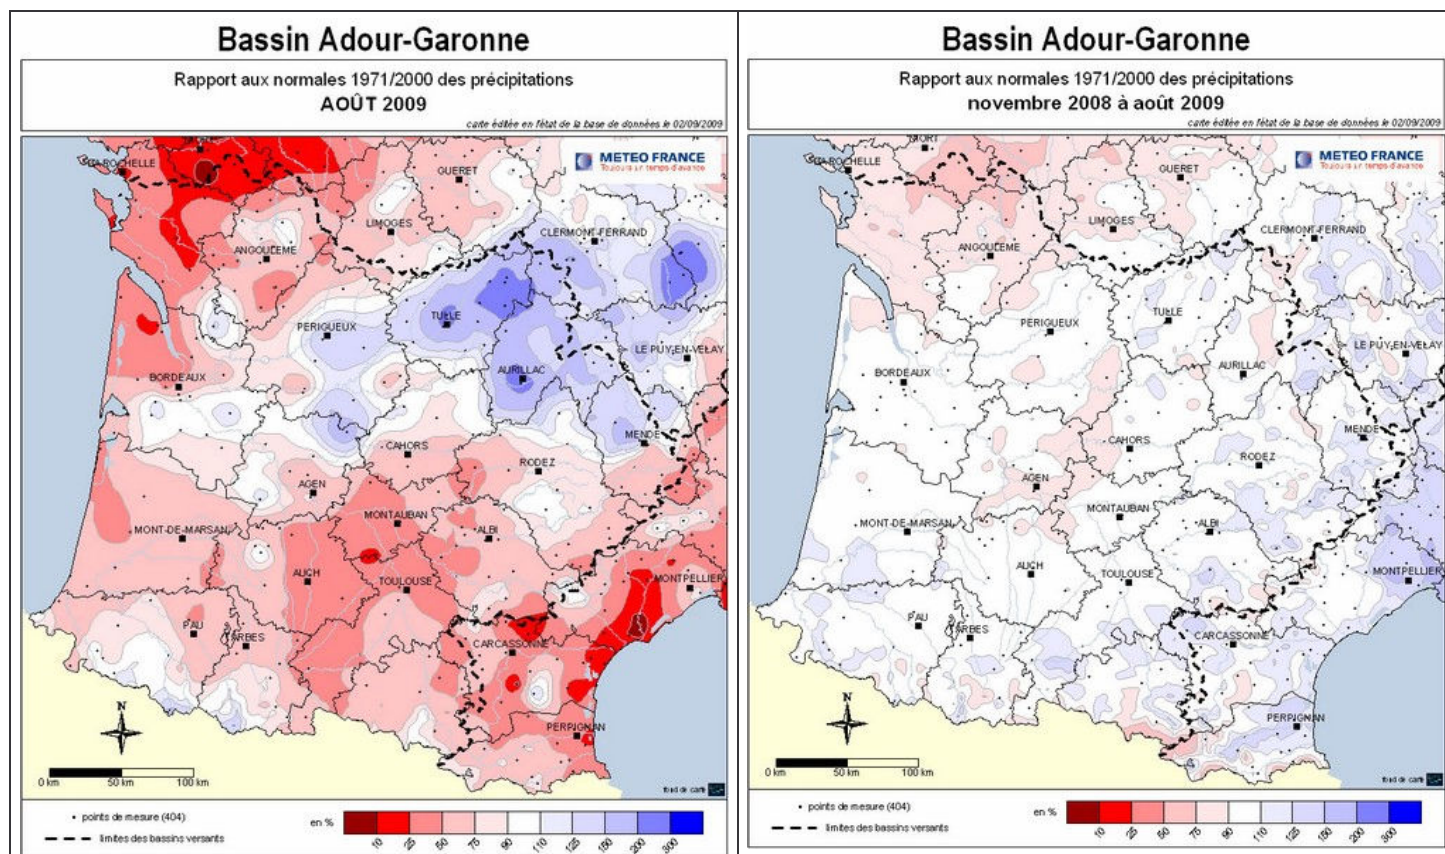 Bassin Adour-Garonne
Rapport aux normales 1971/2000 des précipitations
AOÛT 2009
carte éditée en l'état de la base de données le 02/09/2009
METEO FRANCE
Toujours un temps d'avance
LA ROCHELLE
GUERET
LIMOGES
CLERMONT-FERRAND
ANGOULEME
TULLE
PERIGUEUX
LE PUY-EN-VELAY
AURILLAC
BORDEAUX
MENDE
CAHORS
RODEZ
AGEN
MONTAUBAN
MONT-DE-MARSAN
ALBI
AUCH
TOULOUSE
MONTPELLIER
PAU
TARBES
CARCASSONNE
PERPIGNAN
N
0 km 50 km 100 km
fond de carte
points de mesure (404)
limites des bassins versants
en %
10 25 50 75 90 110 125 150 200 300
Bassin Adour-Garonne
Rapport aux normales 1971/2000 des précipitations
novembre 2008 à août 2009
carte éditée en l'état de la base de données le 02/09/2009
METEO FRANCE
Toujours un temps d'avance
NIORT
LA ROCHELLE
GUERET
LIMOGES
CLERMONT-FERRAND
ANGOULEME
TULLE
PERIGUEUX
LE PUY-EN-VELAY
AURILLAC
BORDEAUX
MENDE
CAHORS
RODEZ
AGEN
MONTAUBAN
MONT-DE-MARSAN
ALBI
AUCH
TOULOUSE
MONTPELLIER
PAU
TARBES
CARCASSONNE
PERPIGNAN
N
0 km 50 km 100 km
fond de carte
points de mesure (404)
limites des bassins versants
en %
10 25 50 75 90 110 125 150 200 300